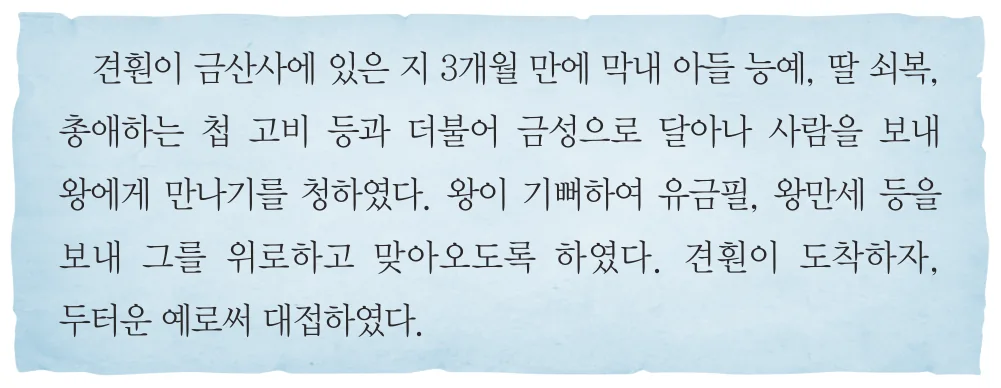 견훤이 금산사에 있은 지 3개월 만에 막내 아들 능예, 딸 쇠복,
총애하는 첩 고비 등과 더불어 금성으로 달아나 사람을 보내
왕에게 만나기를 청하였다. 왕이 기뻐하여 유금필, 왕만세 등을
보내 그를 위로하고 맞아오도록 하였다. 견훤이 도착하자,
두터운 예로써 대접하였다.